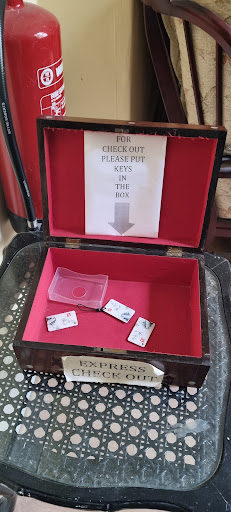 FOR
CHECK OUT
PLEASE PUT
KEYS
IN
THE
BOX
EXPRESS
CHECK OUT